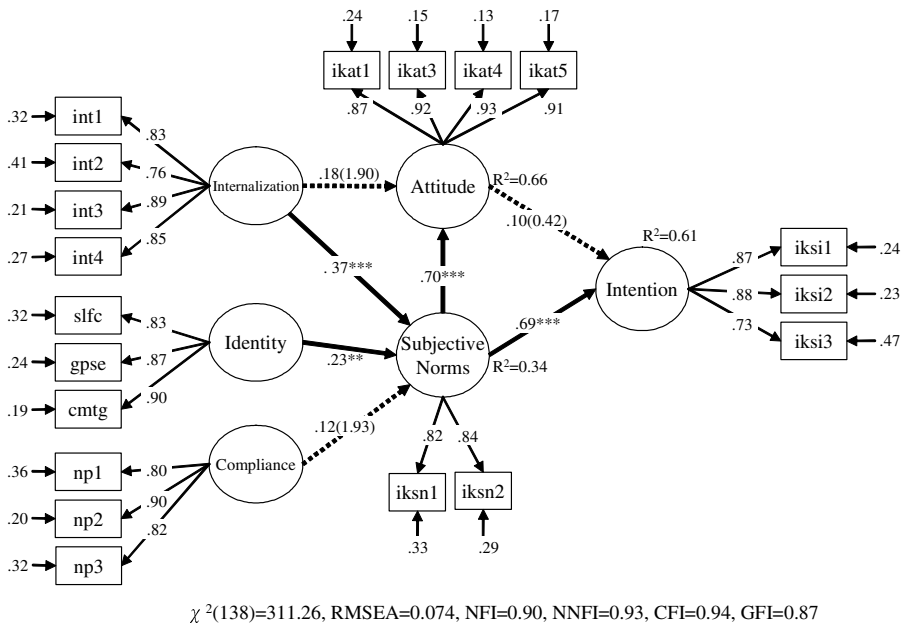 .24 .15 .13 .17
ikat1 ikat3 ikat4 ikat5
.87 .92 .93 .91
.32 int1 .83
.41 int2 .76
.21 int3 .89
.27 int4 .85
Internalization
.18(1.90)
Attitude
R²=0.66
.10(0.42)
.37***
.70***
R²=0.61
Intention
.87 iksi1 .24
.88 iksi2 .23
.73 iksi3 .47
.32 slfc .83
.24 gpse .87
.19 cmtg .90
Identity
.23**
Subjective
Norms
.69***
R²=0.34
.12(1.93)
Compliance
.36 np1 .80
.20 np2 .90
.32 np3 .82
.82 .84
iksn1 iksn2
.33 .29
χ ²(138)=311.26, RMSEA=0.074, NFI=0.90, NNFI=0.93, CFI=0.94, GFI=0.87